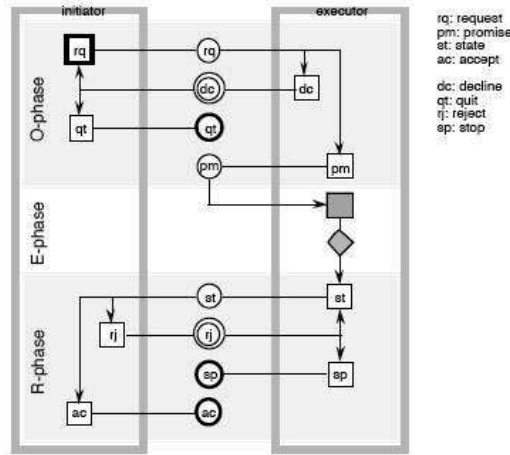 initiator
executor
rq: request
pm: promise
st: state
ac: accept
dc: decline
qt: quit
rj: reject
sp: stop
O-phase
rq
rq
dc
dc
qt
qt
pm
pm
E-phase
R-phase
st
st
rj
rj
sp
sp
ac
ac